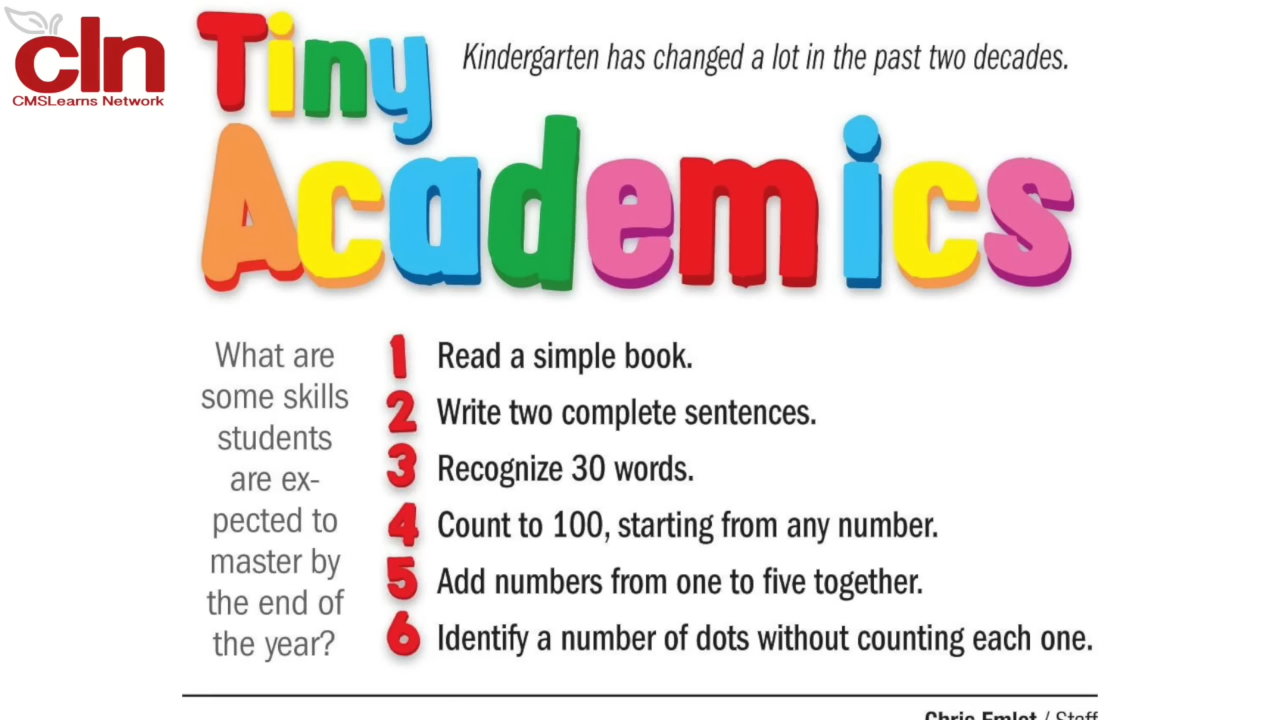 cln
CMSLearns Network
Tiny
Kindergarten has changed a lot in the past two decades.
Academics
What are
some skills
students
are ex-
pected to
master by
the end of
the year?
1 Read a simple book.
2 Write two complete sentences.
3 Recognize 30 words.
4 Count to 100, starting from any number.
5 Add numbers from one to five together.
6 Identify a number of dots without counting each one.
Chris Emlet / Staff